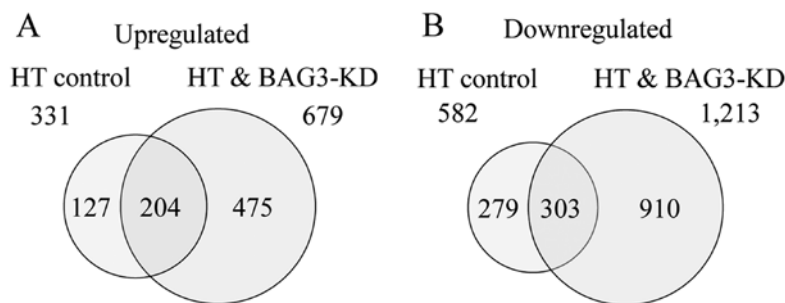 A Upregulated
HT control HT & BAG3-KD
331 679
127 204 475
B Downregulated
HT control HT & BAG3-KD
582 1,213
279 303 910